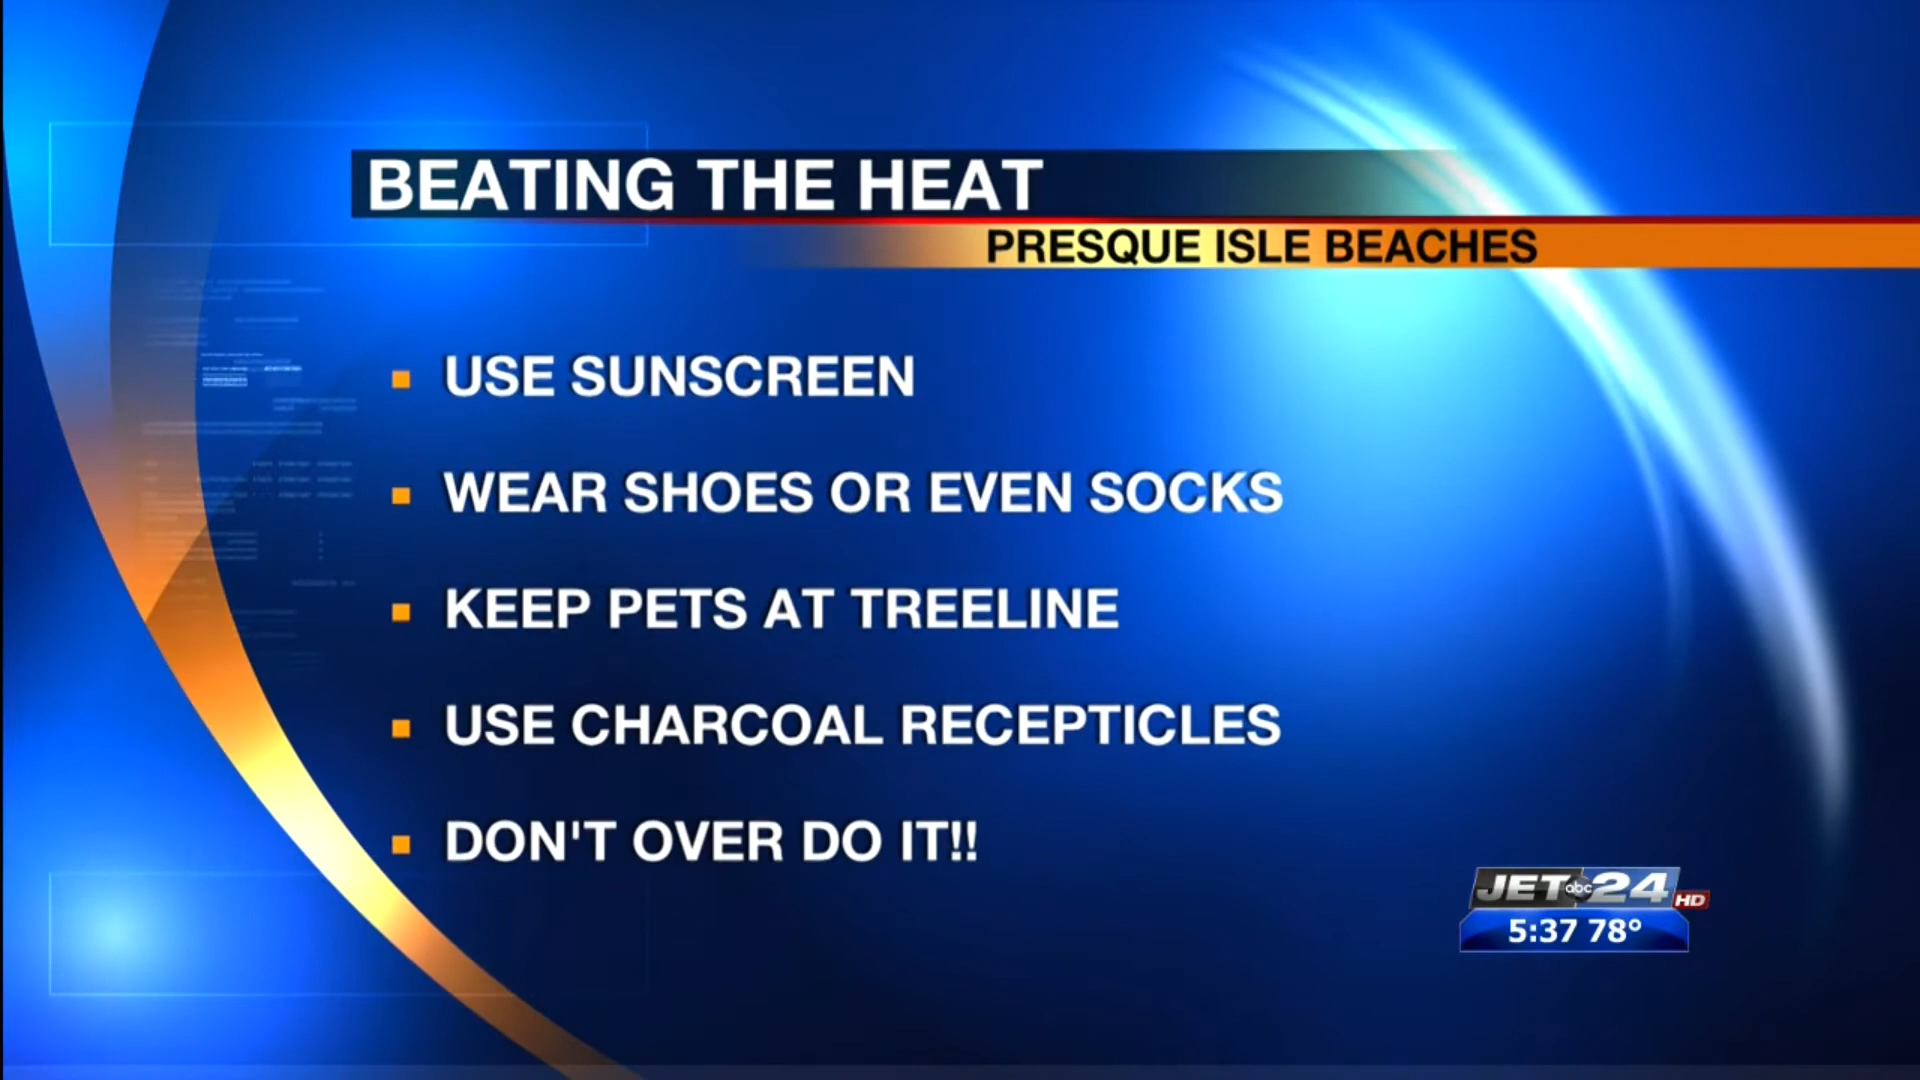 BEATING THE HEAT
PRESQUE ISLE BEACHES
USE SUNSCREEN
WEAR SHOES OR EVEN SOCKS
KEEP PETS AT TREELINE
USE CHARCOAL RECEPTICLES
DON'T OVER DO IT!!
JET abc 24 HD
5:37 78°